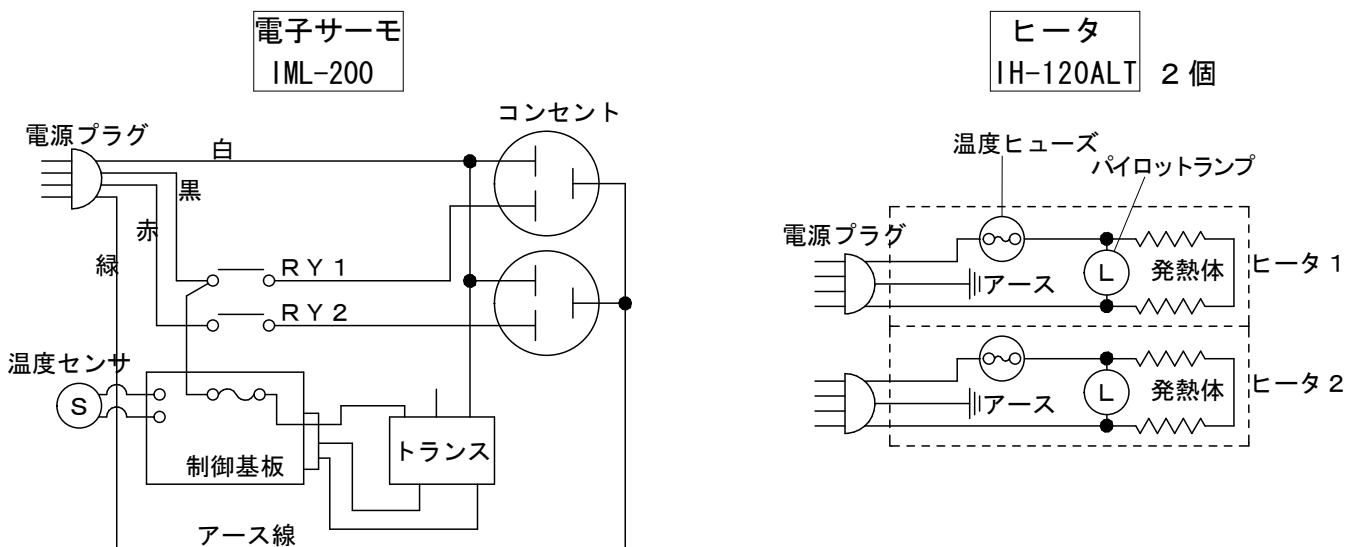 電子サーモ
IML-200
ヒータ
IH-120ALT 2個
コンセント
電源プラグ
白
黒
赤
緑
RY1
RY2
温度センサ
S
制御基板
トランス
アース線
温度ヒューズ
パイロットランプ
電源プラグ
アース
L
発熱体
ヒータ1
アース
L
発熱体
ヒータ2